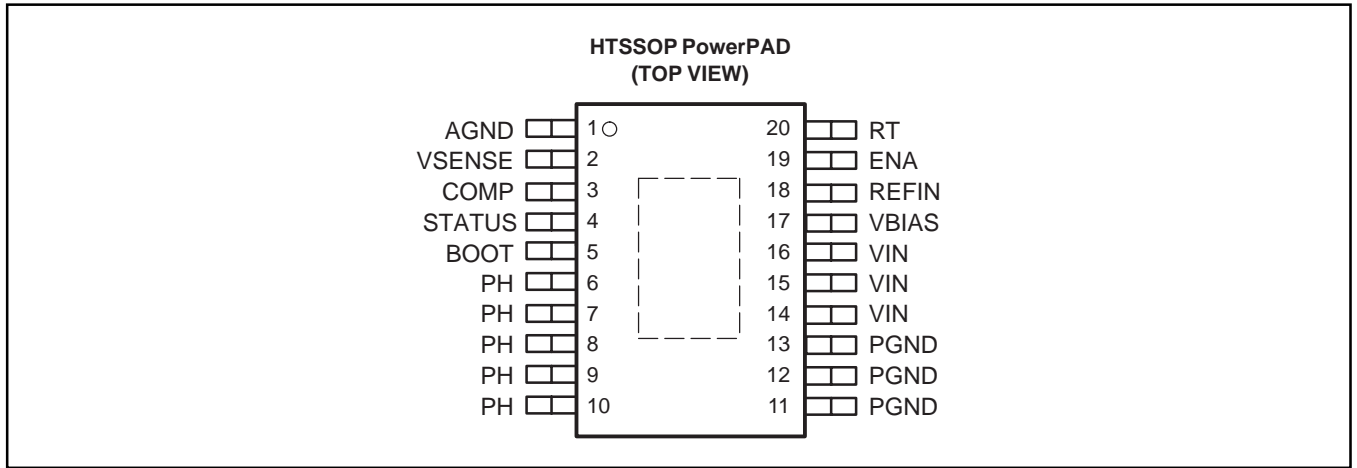 HTSSOP PowerPAD
(TOP VIEW)
AGND 1 20 RT
VSENSE 2 19 ENA
COMP 3 18 REFIN
STATUS 4 17 VBIAS
BOOT 5 16 VIN
PH 6 15 VIN
PH 7 14 VIN
PH 8 13 PGND
PH 9 12 PGND
PH 10 11 PGND